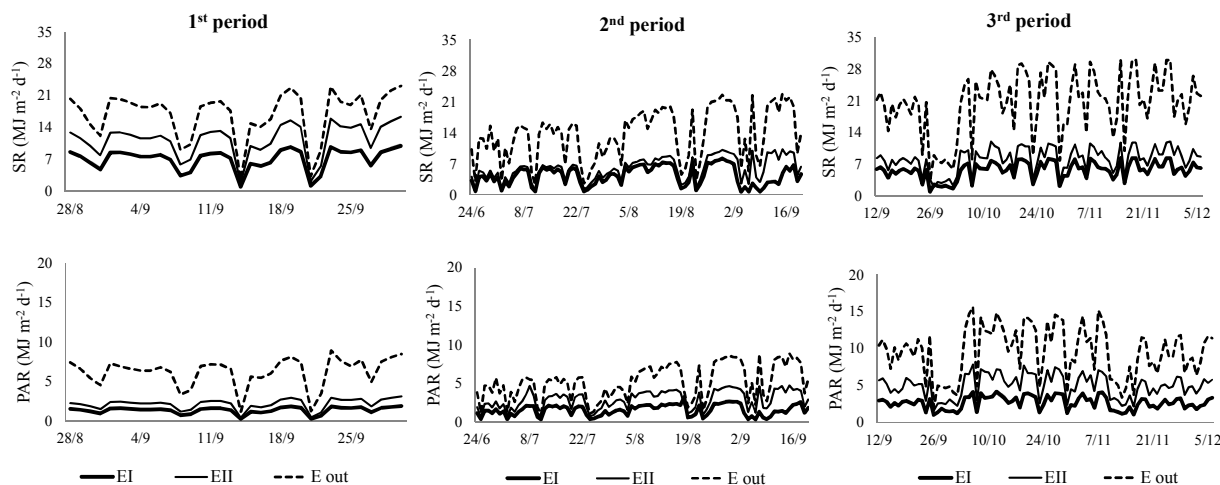 1st period
2nd period
3rd period
SR (MJ m-2 d-1)
35
28
21
14
7
0
28/8 4/9 11/9 18/9 25/9
SR (MJ m-2 d-1)
35
28
21
14
7
0
24/6 8/7 22/7 5/8 19/8 2/9 16/9
SR (MJ m-2 d-1)
35
28
21
14
7
0
12/9 26/9 10/10 24/10 7/11 21/11 5/12
PAR (MJ m-2 d-1)
20
15
10
5
0
28/8 4/9 11/9 18/9 25/9
PAR (MJ m-2 d-1)
20
15
10
5
0
24/6 8/7 22/7 5/8 19/8 2/9 16/9
PAR (MJ m-2 d-1)
20
15
10
5
0
12/9 26/9 10/10 24/10 7/11 21/11 5/12
EI EII E out
EI EII E out
EI EII E out